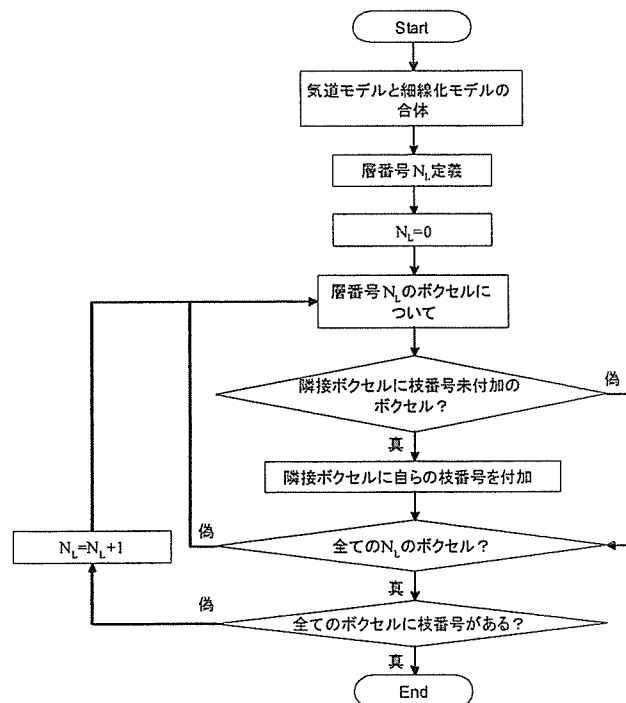 Start
気道モデルと細線化モデルの
合体
層番号 N_L定義
N_L=0
層番号 N_Lのボクセルに
ついて
隣接ボクセルに枝番号未付加の
ボクセル？
偽
真
隣接ボクセルに自らの枝番号を付加
偽
全てのN_Lのボクセル？
N_L=N_L+1
真
偽
全てのボクセルに枝番号がある？
真
End